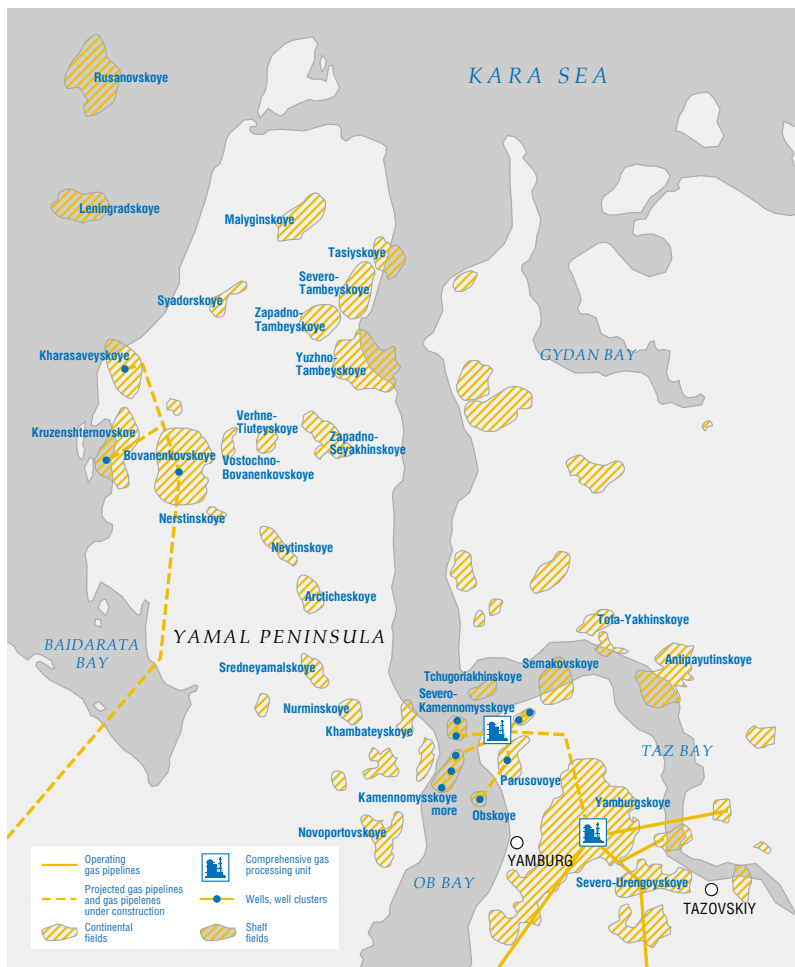 Rusanovskoye
KARA SEA
Leningradskoye
Malyginskoye
Tasiyskoye
Severo-
Tambeyskoye
Syadorskoye
Zapadno-
Tambeyskoye
Kharasaveyskoye
Yuzhno-
Tambeyskoye
GYDAN BAY
Kruzenshternovskoe
Verhne-
Tiuteyskoye
Zapadno-
Seyakhinskoye
Bovanenkovskoye
Vostochno-
Bovanenkovskoye
Nerstinskoye
Neytinskoye
Arcticheskoye
YAMAL PENINSULA
BAIDARATA
BAY
Tota-Yakhinskoye
Antipayutinskoye
Semakovskoye
Tchugoriakhinskoye
Sredneyamalskoye
Severo-
Kamennomysskoye
Nurminskoye
Khambateyskoye
TAZ BAY
Parusovoye
Kamennomysskoye
more
Obskoye
Yamburgskoye
Novoportovskoye
YAMBURG
OB BAY
Severo-Urengoyskoye
TAZOVSKIY
Operating
gas pipelines
Comprehensive gas
processing unit
Projected gas pipelines
and gas pipelenes
under construction
Wells, well clusters
Continental
fields
Shelf
fields